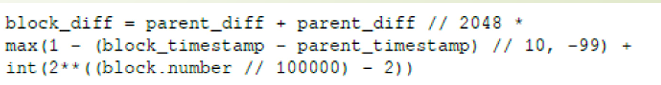 block_diff = parent_diff + parent_diff // 2048 *
max(1 - (block_timestamp - parent_timestamp) // 10, -99) +
int(2**((block.number // 100000) - 2))